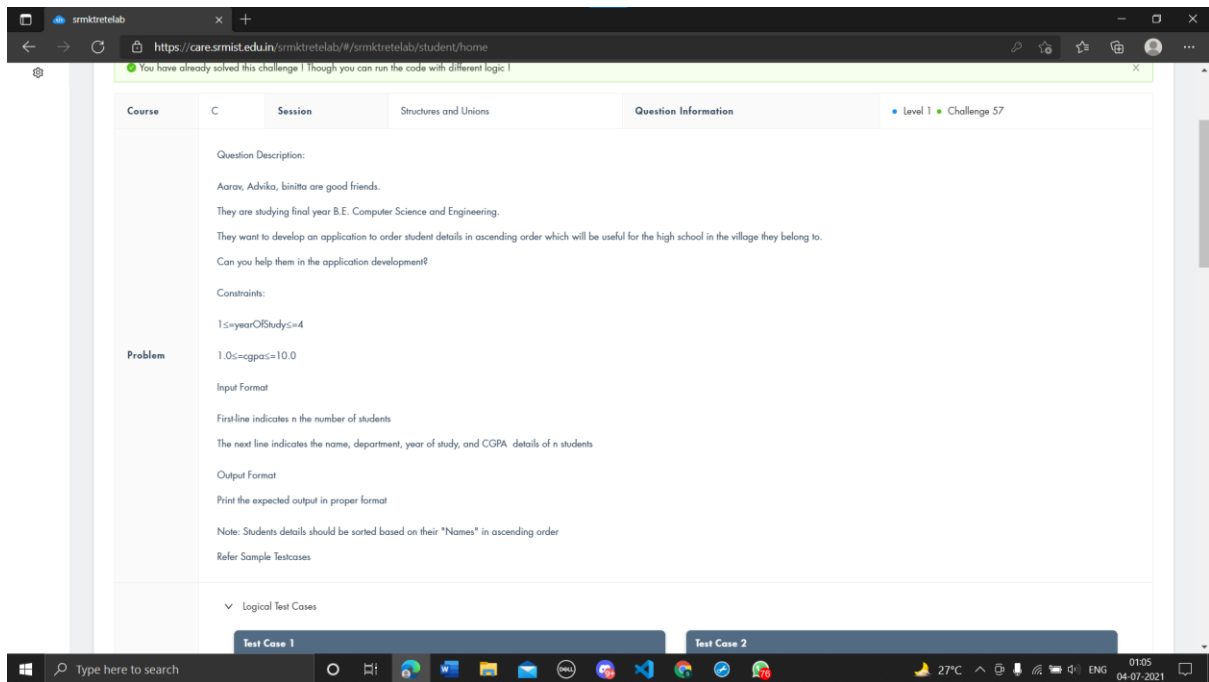 srmktretelab
https://care.srmist.edu.in/srmktretelab/#/srmktretelab/student/home
You have already solved this challenge ! Though you can run the code with different logic !
Course C Session Structures and Unions Question Information Level 1 Challenge 57
Question Description:
Aarav, Advika, binitta are good friends.
They are studying final year B.E. Computer Science and Engineering.
They want to develop an application to order student details in ascending order which will be useful for the high school in the village they belong to.
Can you help them in the application development?
Constraints:
1≤=yearOfStudy≤=4
Problem
1.0≤=cgpa≤=10.0
Input Format
First-line indicates n the number of students
The next line indicates the name, department, year of study, and CGPA details of n students
Output Format
Print the expected output in proper format
Note: Students details should be sorted based on their "Names" in ascending order
Refer Sample Testcases
Logical Test Cases
Test Case 1 Test Case 2
Type here to search
DELL
76
27°C ENG 01:05
04-07-2021